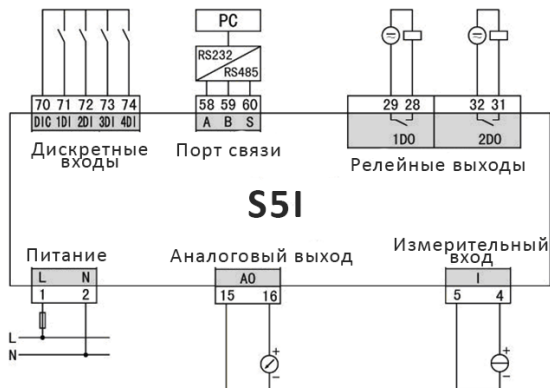 PC
RS232
RS485
70 71 72 73 74
DIC 1DI 2DI 3DI 4DI
58 59 60
A B S
29 28
1DO
32 31
2DO
Дискретные
входы
Порт связи
Релейные выходы
S5I
Питание
Аналоговый выход
Измерительный
вход
L N
1 2
AO
15 16
I
5 4
L
N
+
-
+
-